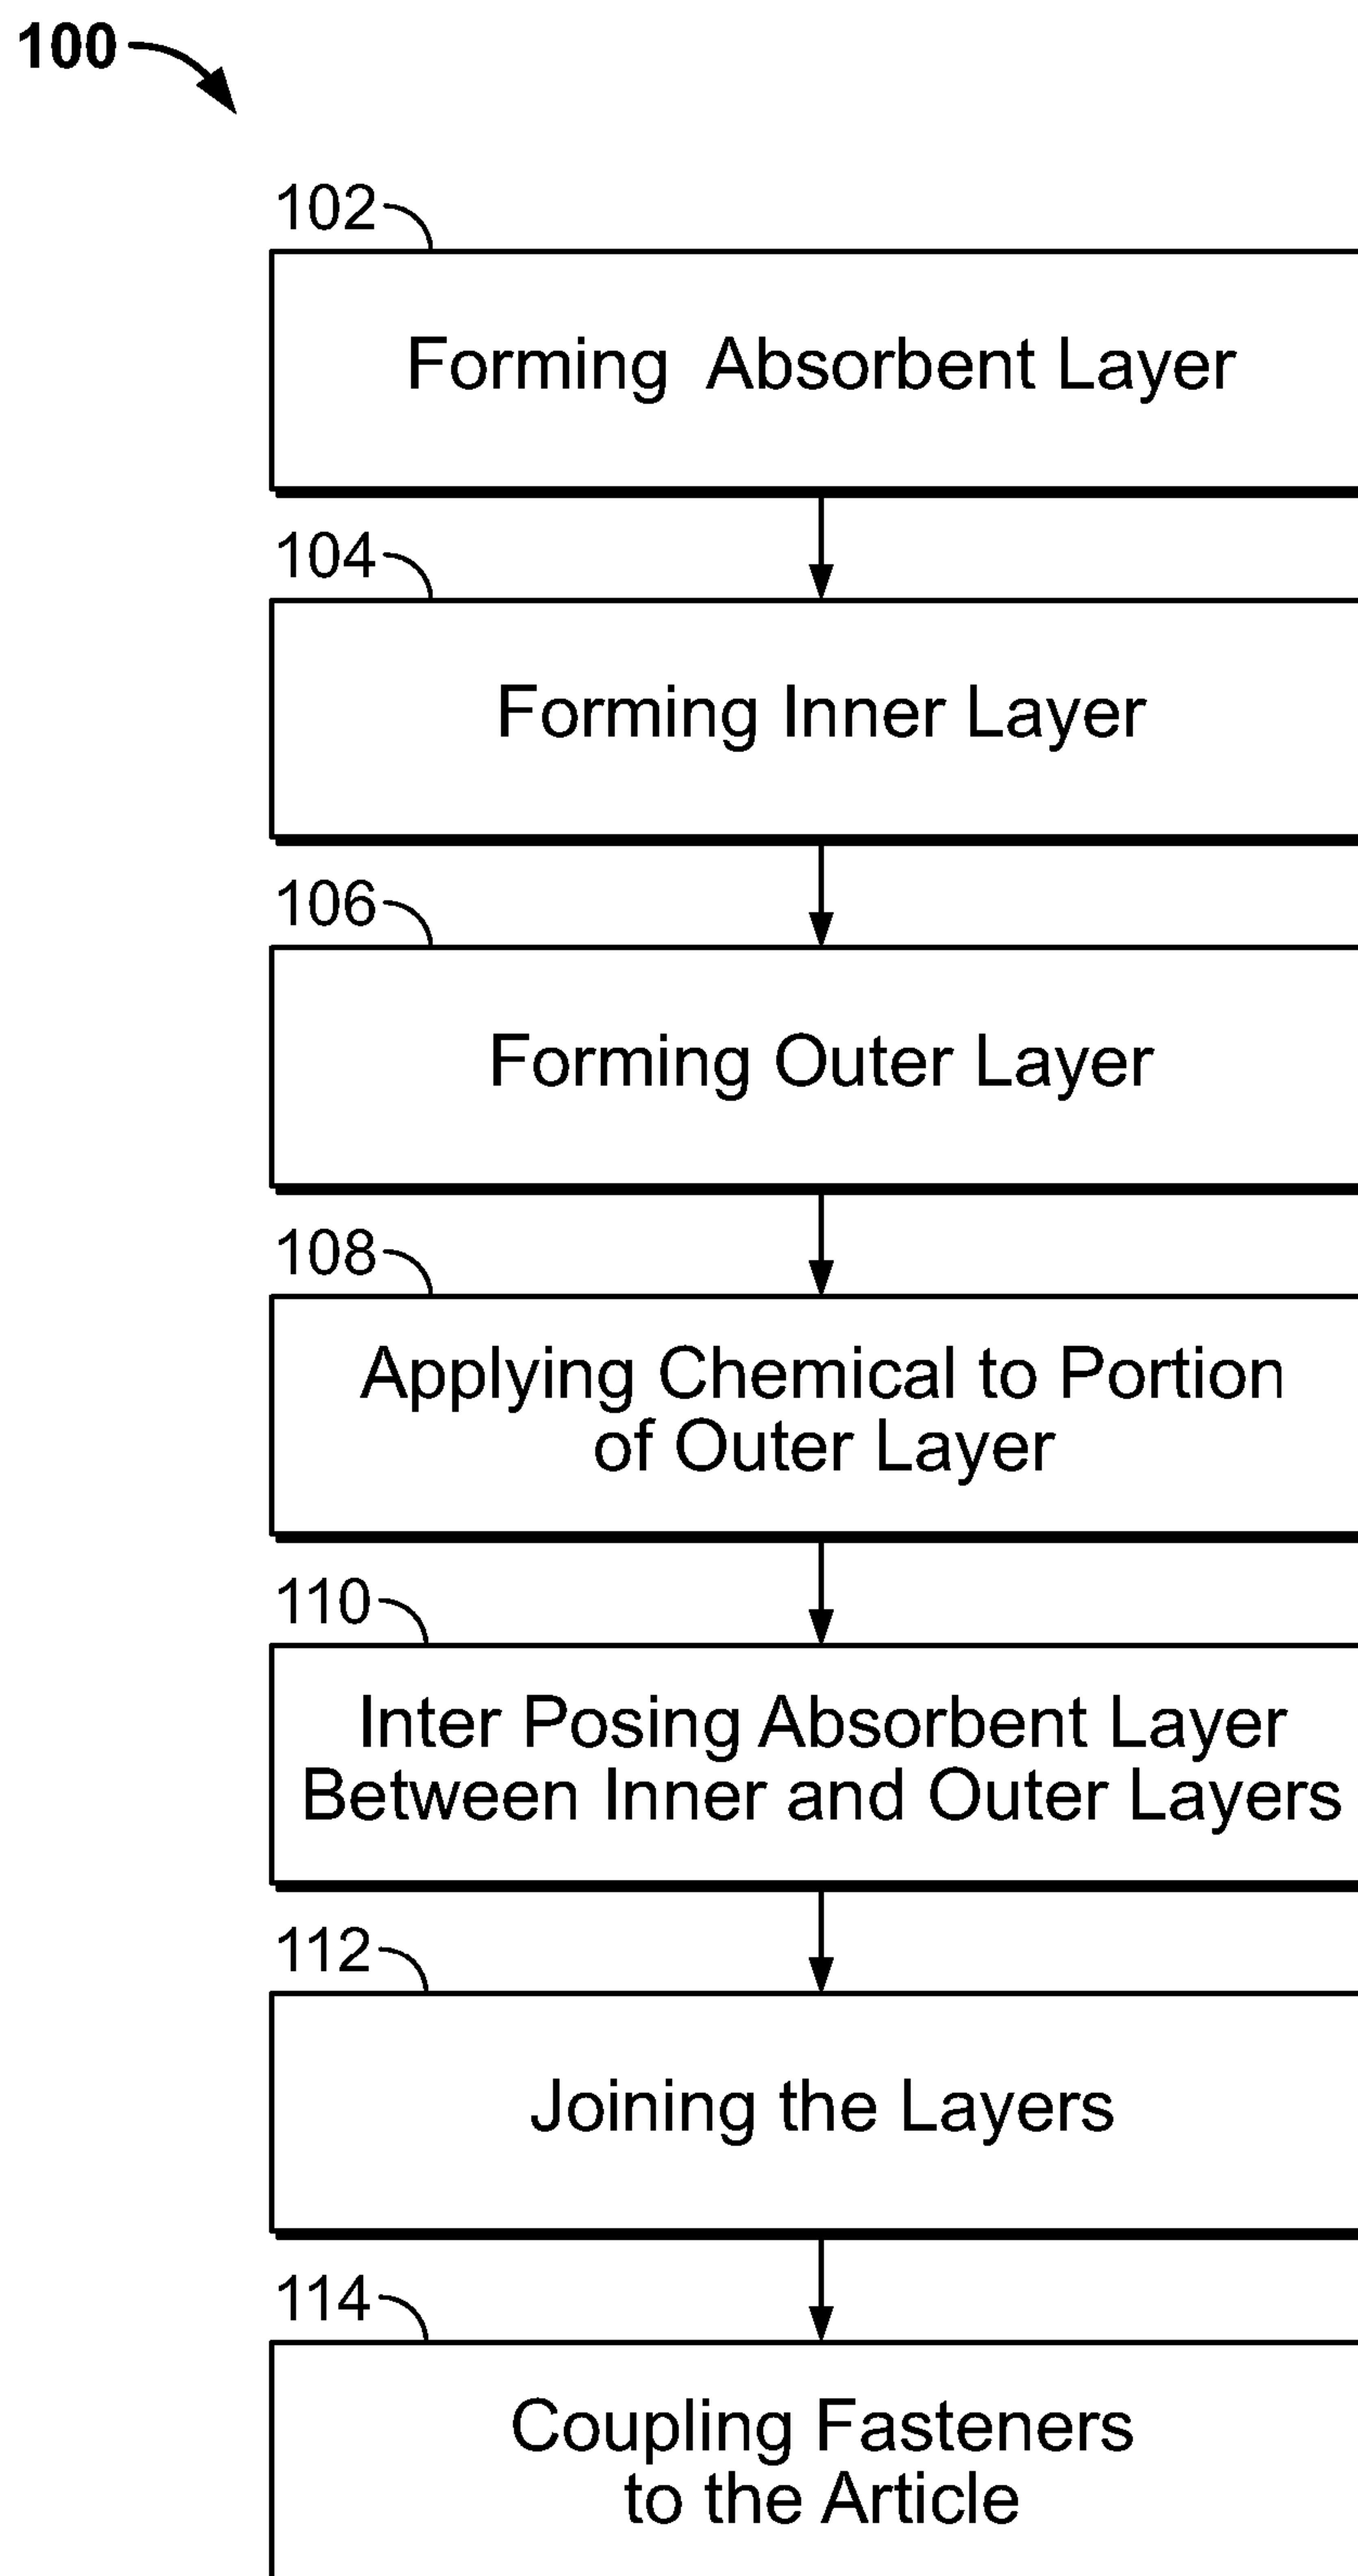 100
102
Forming Absorbent Layer
104
Forming Inner Layer
106
Forming Outer Layer
108
Applying Chemical to Portion
of Outer Layer
110
Inter Posing Absorbent Layer
Between Inner and Outer Layers
112
Joining the Layers
114
Coupling Fasteners
to the Article